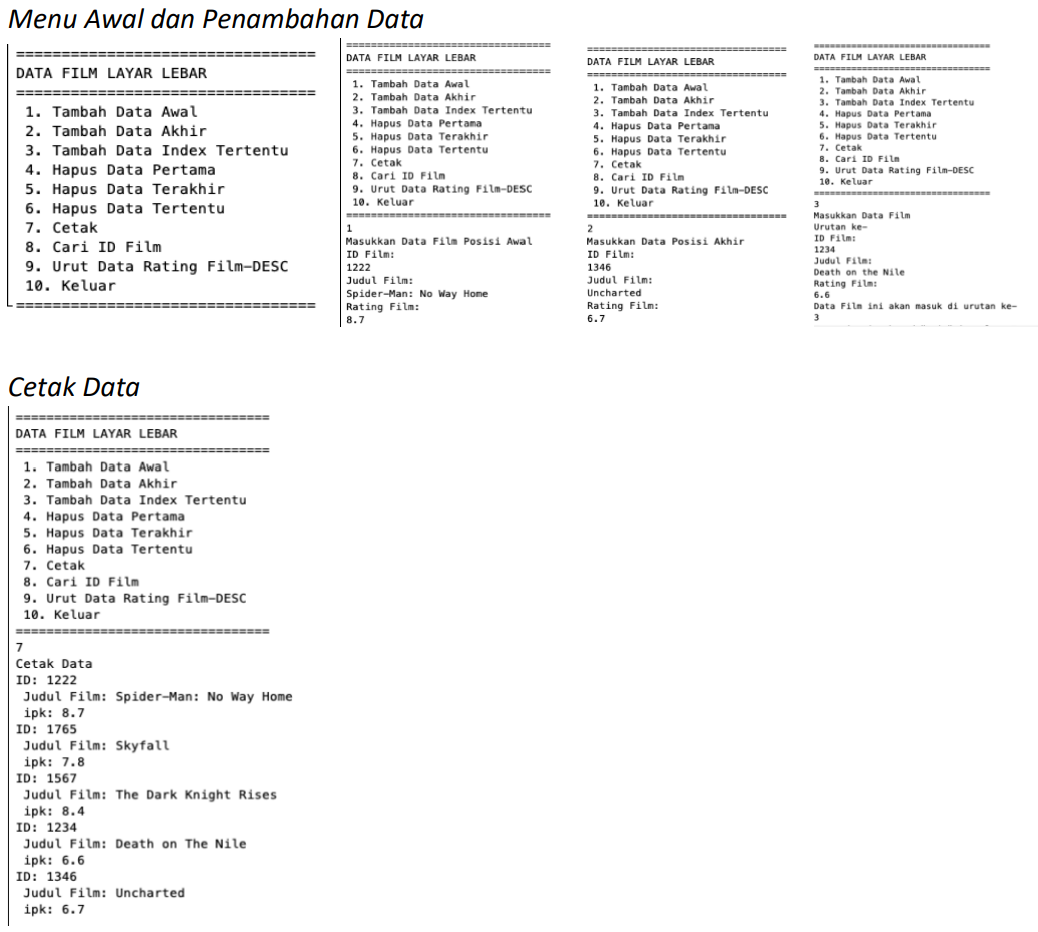 Menu Awal dan Penambahan Data
=================================
DATA FILM LAYAR LEBAR
=================================
1. Tambah Data Awal
2. Tambah Data Akhir
3. Tambah Data Index Tertentu
4. Hapus Data Pertama
5. Hapus Data Terakhir
6. Hapus Data Tertentu
7. Cetak
8. Cari ID Film
9. Urut Data Rating Film-DESC
10. Keluar
=================================
=================================
DATA FILM LAYAR LEBAR
=================================
1. Tambah Data Awal
2. Tambah Data Akhir
3. Tambah Data Index Tertentu
4. Hapus Data Pertama
5. Hapus Data Terakhir
6. Hapus Data Tertentu
7. Cetak
8. Cari ID Film
9. Urut Data Rating Film-DESC
10. Keluar
=================================
1
Masukkan Data Film Posisi Awal
ID Film:
1222
Judul Film:
Spider-Man: No Way Home
Rating Film:
8.7
=================================
DATA FILM LAYAR LEBAR
=================================
1. Tambah Data Awal
2. Tambah Data Akhir
3. Tambah Data Index Tertentu
4. Hapus Data Pertama
5. Hapus Data Terakhir
6. Hapus Data Tertentu
7. Cetak
8. Cari ID Film
9. Urut Data Rating Film-DESC
10. Keluar
=================================
2
Masukkan Data Posisi Akhir
ID Film:
1346
Judul Film:
Uncharted
Rating Film:
6.7
=================================
DATA FILM LAYAR LEBAR
=================================
1. Tambah Data Awal
2. Tambah Data Akhir
3. Tambah Data Index Tertentu
4. Hapus Data Pertama
5. Hapus Data Terakhir
6. Hapus Data Tertentu
7. Cetak
8. Cari ID Film
9. Urut Data Rating Film-DESC
10. Keluar
=================================
3
Masukkan Data Film
Urutan ke-
ID Film:
1234
Judul Film:
Death on the Nile
Rating Film:
6.6
Data Film ini akan masuk di urutan ke-
3
Cetak Data
=================================
DATA FILM LAYAR LEBAR
=================================
1. Tambah Data Awal
2. Tambah Data Akhir
3. Tambah Data Index Tertentu
4. Hapus Data Pertama
5. Hapus Data Terakhir
6. Hapus Data Tertentu
7. Cetak
8. Cari ID Film
9. Urut Data Rating Film-DESC
10. Keluar
=================================
7
Cetak Data
ID: 1222
Judul Film: Spider-Man: No Way Home
ipk: 8.7
ID: 1765
Judul Film: Skyfall
ipk: 7.8
ID: 1567
Judul Film: The Dark Knight Rises
ipk: 8.4
ID: 1234
Judul Film: Death on The Nile
ipk: 6.6
ID: 1346
Judul Film: Uncharted
ipk: 6.7